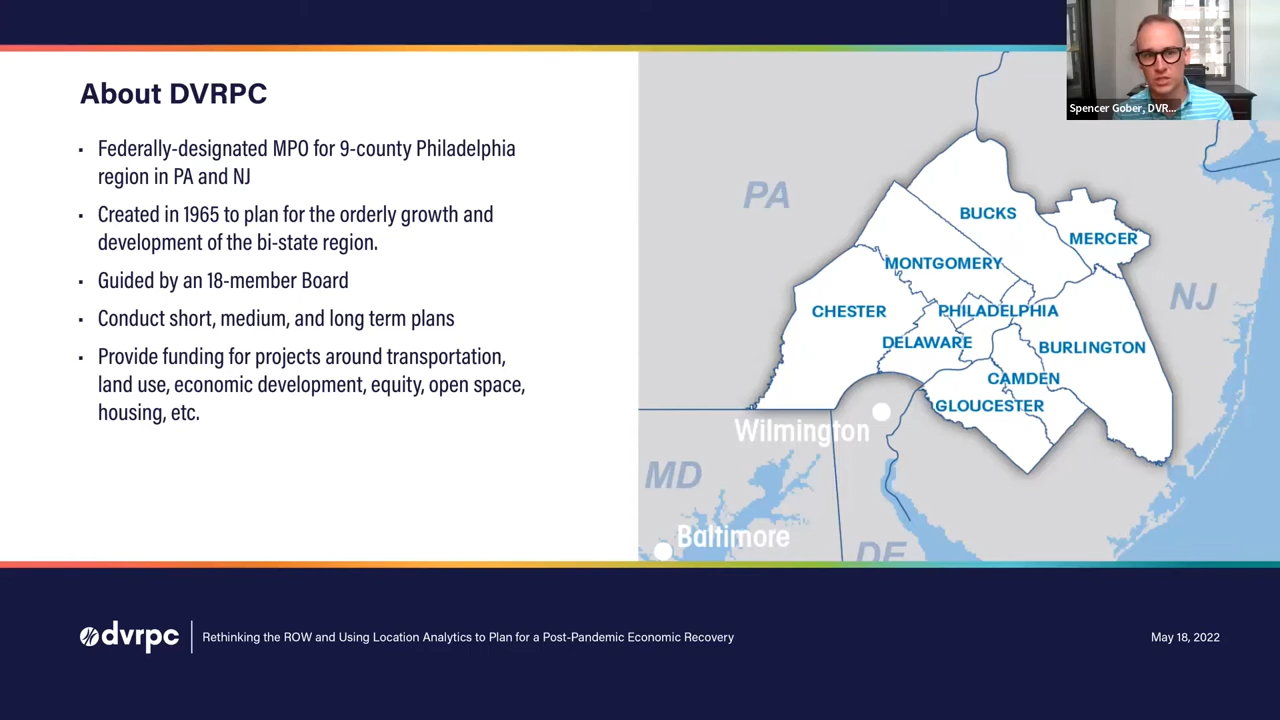 Spencer Gober, DVR...
About DVRPC
Federally-designated MPO for 9-county Philadelphia
region in PA and NJ
Created in 1965 to plan for the orderly growth and
development of the bi-state region.
Guided by an 18-member Board
Conduct short, medium, and long term plans
Provide funding for projects around transportation,
land use, economic development, equity, open space,
housing, etc.
PA
BUCKS
MERCER
MONTGOMERY
NJ
CHESTER
PHILADELPHIA
DELAWARE
BURLINGTON
CAMDEN
GLOUCESTER
Wilmington
MD
Baltimore
DE
dvrpc
Rethinking the ROW and Using Location Analytics to Plan for a Post-Pandemic Economic Recovery
May 18, 2022